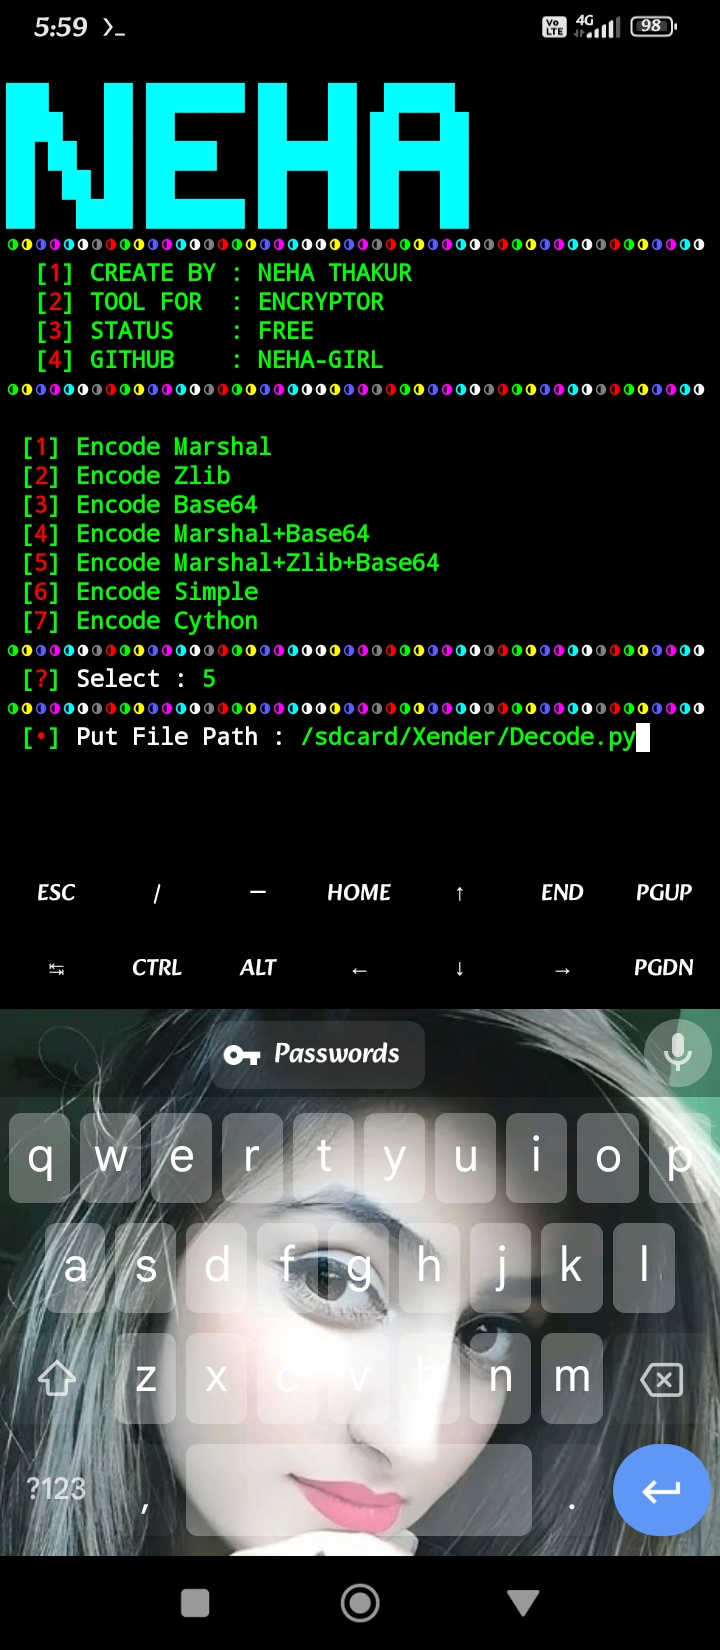 5:59 VoLTE 4G 98
NEHA
[1] CREATE BY : NEHA THAKUR
[2] TOOL FOR : ENCRYPTOR
[3] STATUS : FREE
[4] GITHUB : NEHA-GIRL
[1] Encode Marshal
[2] Encode Zlib
[3] Encode Base64
[4] Encode Marshal+Base64
[5] Encode Marshal+Zlib+Base64
[6] Encode Simple
[7] Encode Cython
[?] Select : 5
[•] Put File Path : /sdcard/Xender/Decode.py
ESC / — HOME ↑ END PGUP
↹ CTRL ALT ← ↓ → PGDN
Passwords
q w e r t y u i o p
a s d f g h j k l
z x c v b n m
?123 , .